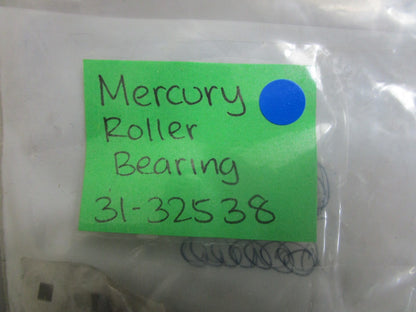 Mercury
Roller
Bearing
31-32538